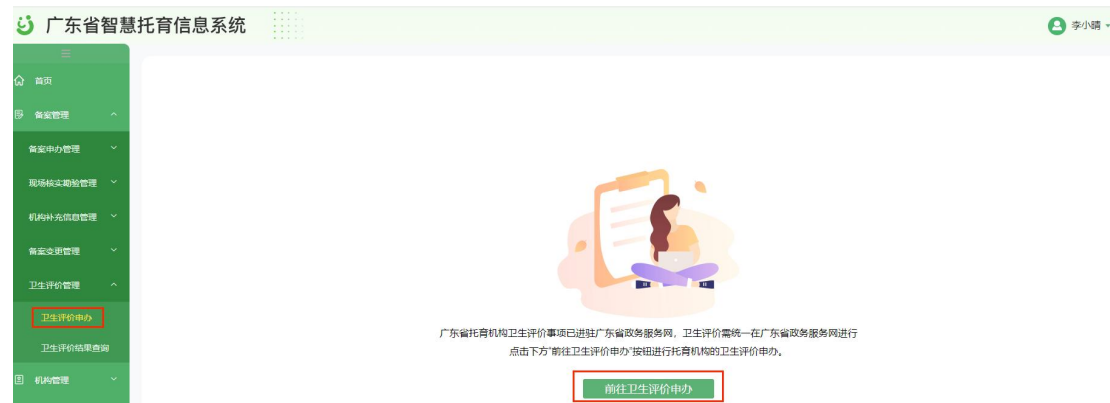 广东省智慧托育信息系统
李小晴
首页
备案管理
备案申办管理
现场核实勘验管理
机构补充信息管理
备案变更管理
卫生评价管理
卫生评价申办
卫生评价结果查询
机构管理
广东省托育机构卫生评价事项已进驻广东省政务服务网，卫生评价需统一在广东省政务服务网进行
点击下方"前往卫生评价申办"按钮进行托育机构的卫生评价申办。
前往卫生评价申办